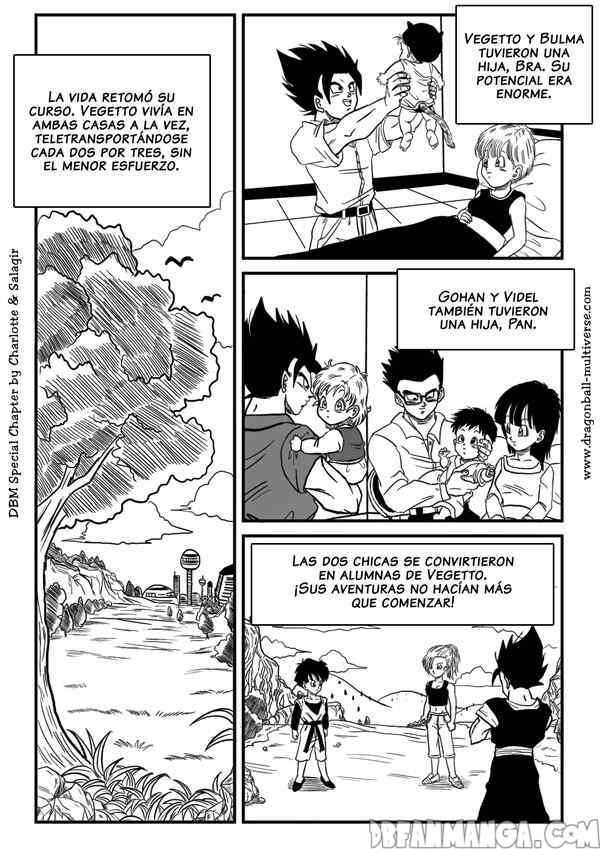 La vida retomó su
curso. Vegetto vivía en
ambas casas a la vez,
teletransportándose
cada dos por tres, sin
el menor esfuerzo.
Vegetto y Bulma
tuvieron una
hija, Bra. Su
potencial era
enorme.
Gohan y Videl
también tuvieron
una hija, Pan.
Las dos chicas se convirtieron
en alumnas de Vegetto.
¡Sus aventuras no hacían más
que comenzar!
DBM Special Chapter by Charlotte & Salagir
www.dragonball-multiverse.com
DBFANMANGA.COM